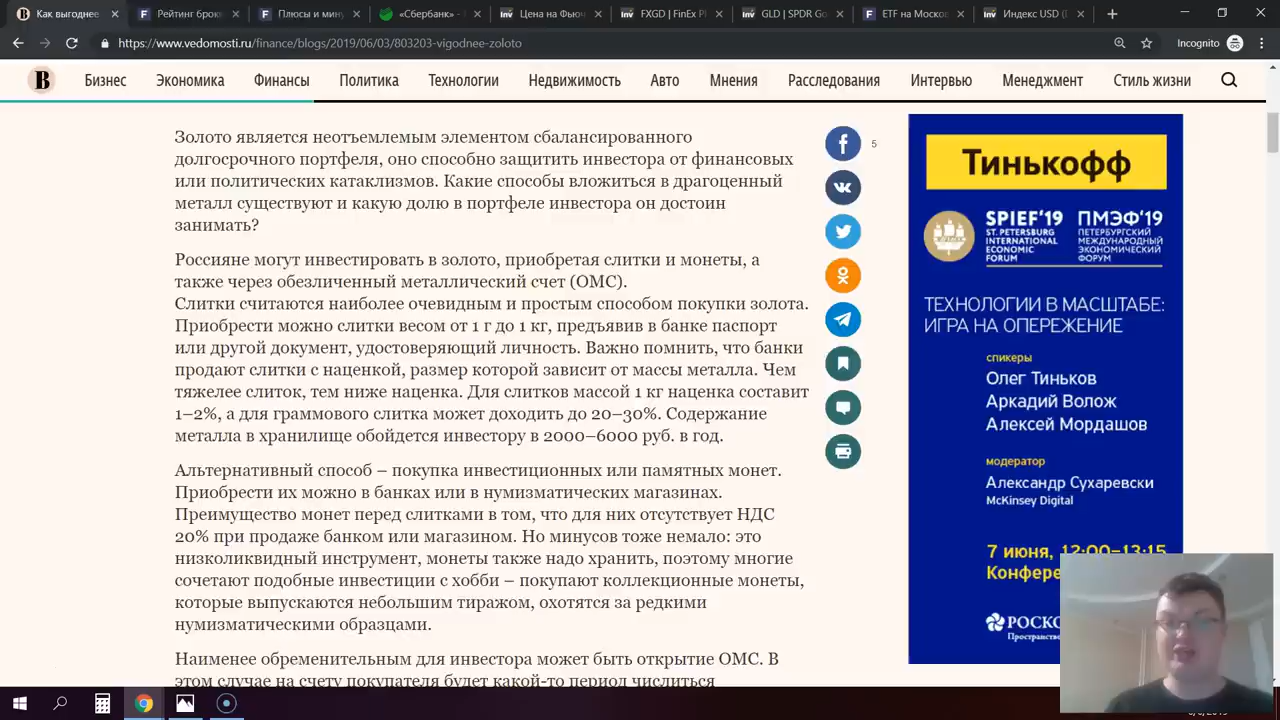 Как выгоднее
Рейтинг брок
Плюсы и мин
«Сбербанк» -
Цена на Фьюч
FXGD | FinEx
GLD | SPDR Go
ETF на Москов
Индекс USD
https://www.vedomosti.ru/finance/blogs/2019/06/03/803203-vigodnee-zoloto
Incognito
В
Бизнес
Экономика
Финансы
Политика
Технологии
Недвижимость
Авто
Мнения
Расследования
Интервью
Менеджмент
Стиль жизни
Золото является неотъемлемым элементом сбалансированного
долгосрочного портфеля, оно способно защитить инвестора от финансовых
или политических катаклизмов. Какие способы вложиться в драгоценный
металл существуют и какую долю в портфеле инвестора он достоин
занимать?
Россияне могут инвестировать в золото, приобретая слитки и монеты, а
также через обезличенный металлический счет (ОМС).
Слитки считаются наиболее очевидным и простым способом покупки золота.
Приобрести можно слитки весом от 1 г до 1 кг, предъявив в банке паспорт
или другой документ, удостоверяющий личность. Важно помнить, что банки
продают слитки с наценкой, размер которой зависит от массы металла. Чем
тяжелее слиток, тем ниже наценка. Для слитков массой 1 кг наценка составит
1–2%, а для граммового слитка может доходить до 20–30%. Содержание
металла в хранилище обойдется инвестору в 2000–6000 руб. в год.
Альтернативный способ – покупка инвестиционных или памятных монет.
Приобрести их можно в банках или в нумизматических магазинах.
Преимущество монет перед слитками в том, что для них отсутствует НДС
20% при продаже банком или магазином. Но минусов тоже немало: это
низколиквидный инструмент, монеты также надо хранить, поэтому многие
сочетают подобные инвестиции с хобби – покупают коллекционные монеты,
которые выпускаются небольшим тиражом, охотятся за редкими
нумизматическими образцами.
Наименее обременительным для инвестора может быть открытие ОМС. В
этом случае на счету покупателя будет какой-то период числиться
5
Тинькофф
SPIEF'19
ST. PETERSBURG
INTERNATIONAL
ECONOMIC
FORUM
ПМЭФ'19
ПЕТЕРБУРГСКИЙ
МЕЖДУНАРОДНЫЙ
ЭКОНОМИЧЕСКИЙ
ФОРУМ
ТЕХНОЛОГИИ В МАСШТАБЕ:
ИГРА НА ОПЕРЕЖЕНИЕ
спикеры
Олег Тиньков
Аркадий Волож
Алексей Мордашов
модератор
Александр Сухаревски
McKinsey Digital
7 июня, 12:00–13:15
Конфере
РОСК
Пространств